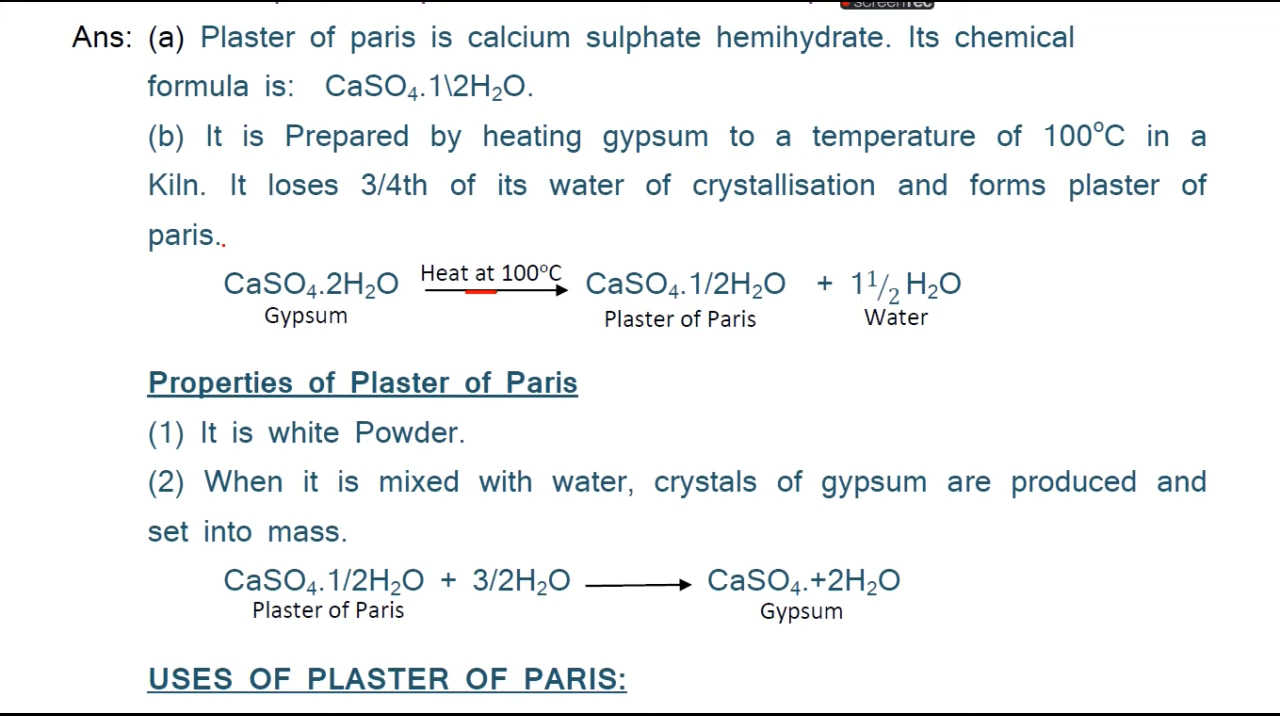 screenrec
Ans: (a) Plaster of paris is calcium sulphate hemihydrate. Its chemical
formula is: CaSO₄.1\2H₂O.
(b) It is Prepared by heating gypsum to a temperature of 100⁰C in a
Kiln. It loses 3/4th of its water of crystallisation and forms plaster of
paris..
CaSO₄.2H₂O Heat at 100⁰C CaSO₄.1/2H₂O + 1¹/₂ H₂O
Gypsum Plaster of Paris Water
Properties of Plaster of Paris
(1) It is white Powder.
(2) When it is mixed with water, crystals of gypsum are produced and
set into mass.
CaSO₄.1/2H₂O + 3/2H₂O ⟶ CaSO₄.+2H₂O
Plaster of Paris Gypsum
USES OF PLASTER OF PARIS: